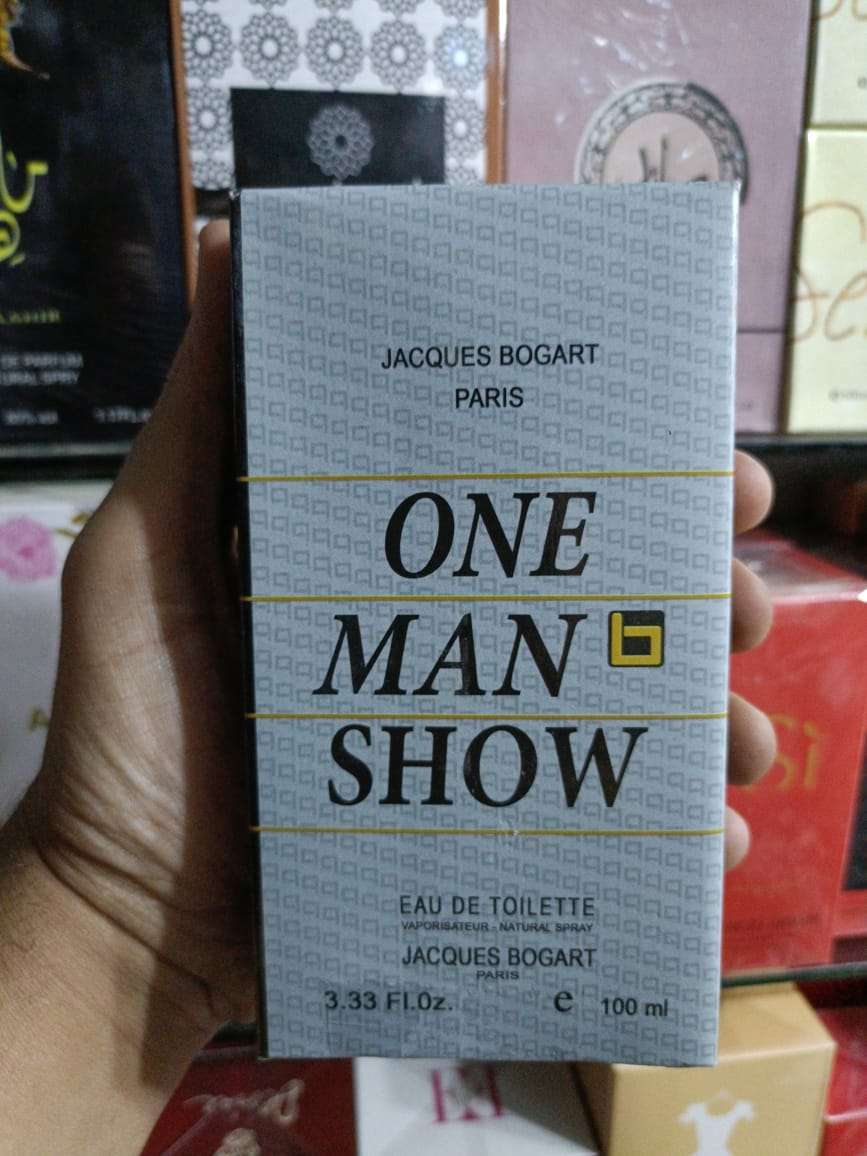 JACQUES BOGART
PARIS
ONE
MAN b
SHOW
EAU DE TOILETTE
VAPORISATEUR - NATURAL SPRAY
JACQUES BOGART
PARIS
3.33 Fl.Oz. e 100 ml
Sì